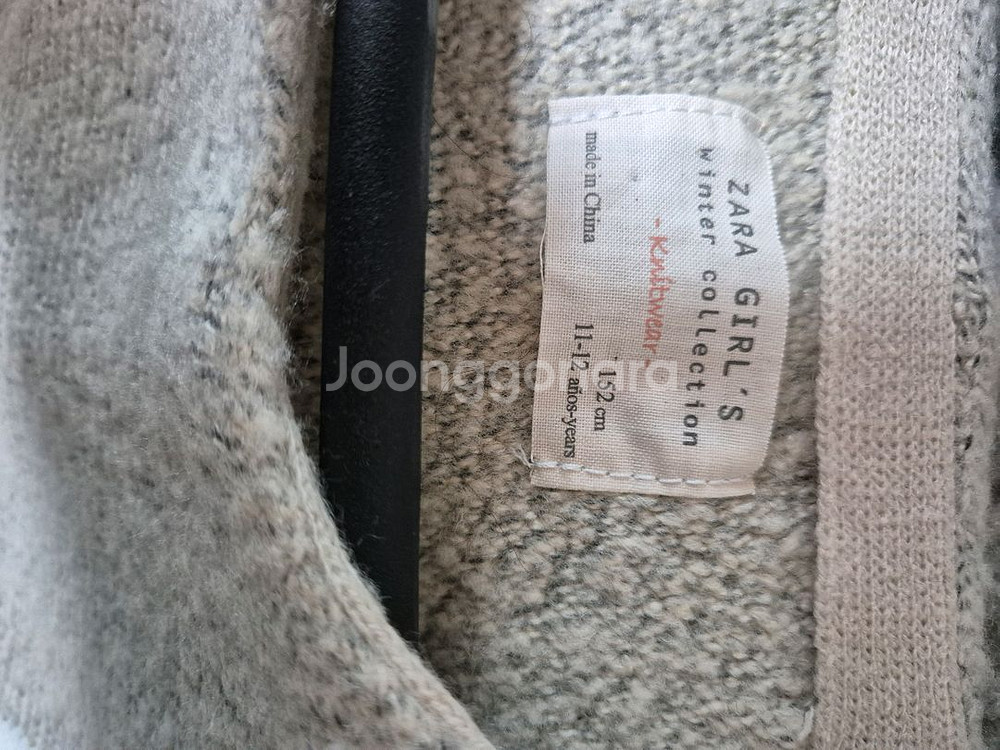 ZARA GIRL'S
winter collection
-Knitwear-
152 cm
11-12 años-years
made in China
Joonggonara